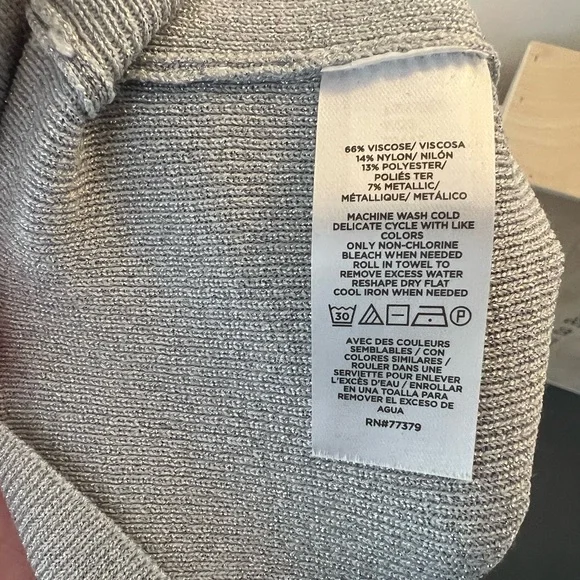 66% VISCOSE/ VISCOSA
14% NYLON/ NILÓN
13% POLYESTER/
POLIÉS TER
7% METALLIC/
MÉTALLIQUE/ METÁLICO
MACHINE WASH COLD
DELICATE CYCLE WITH LIKE
COLORS
ONLY NON-CHLORINE
BLEACH WHEN NEEDED
ROLL IN TOWEL TO
REMOVE EXCESS WATER
RESHAPE DRY FLAT
COOL IRON WHEN NEEDED
30 P
AVEC DES COULEURS
SEMBLABLES / CON
COLORES SIMILARES /
ROULER DANS UNE
SERVIETTE POUR ENLEVER
L'EXCÈS D'EAU / ENROLLAR
EN UNA TOALLA PARA
REMOVER EL EXCESO DE
AGUA
RN#77379